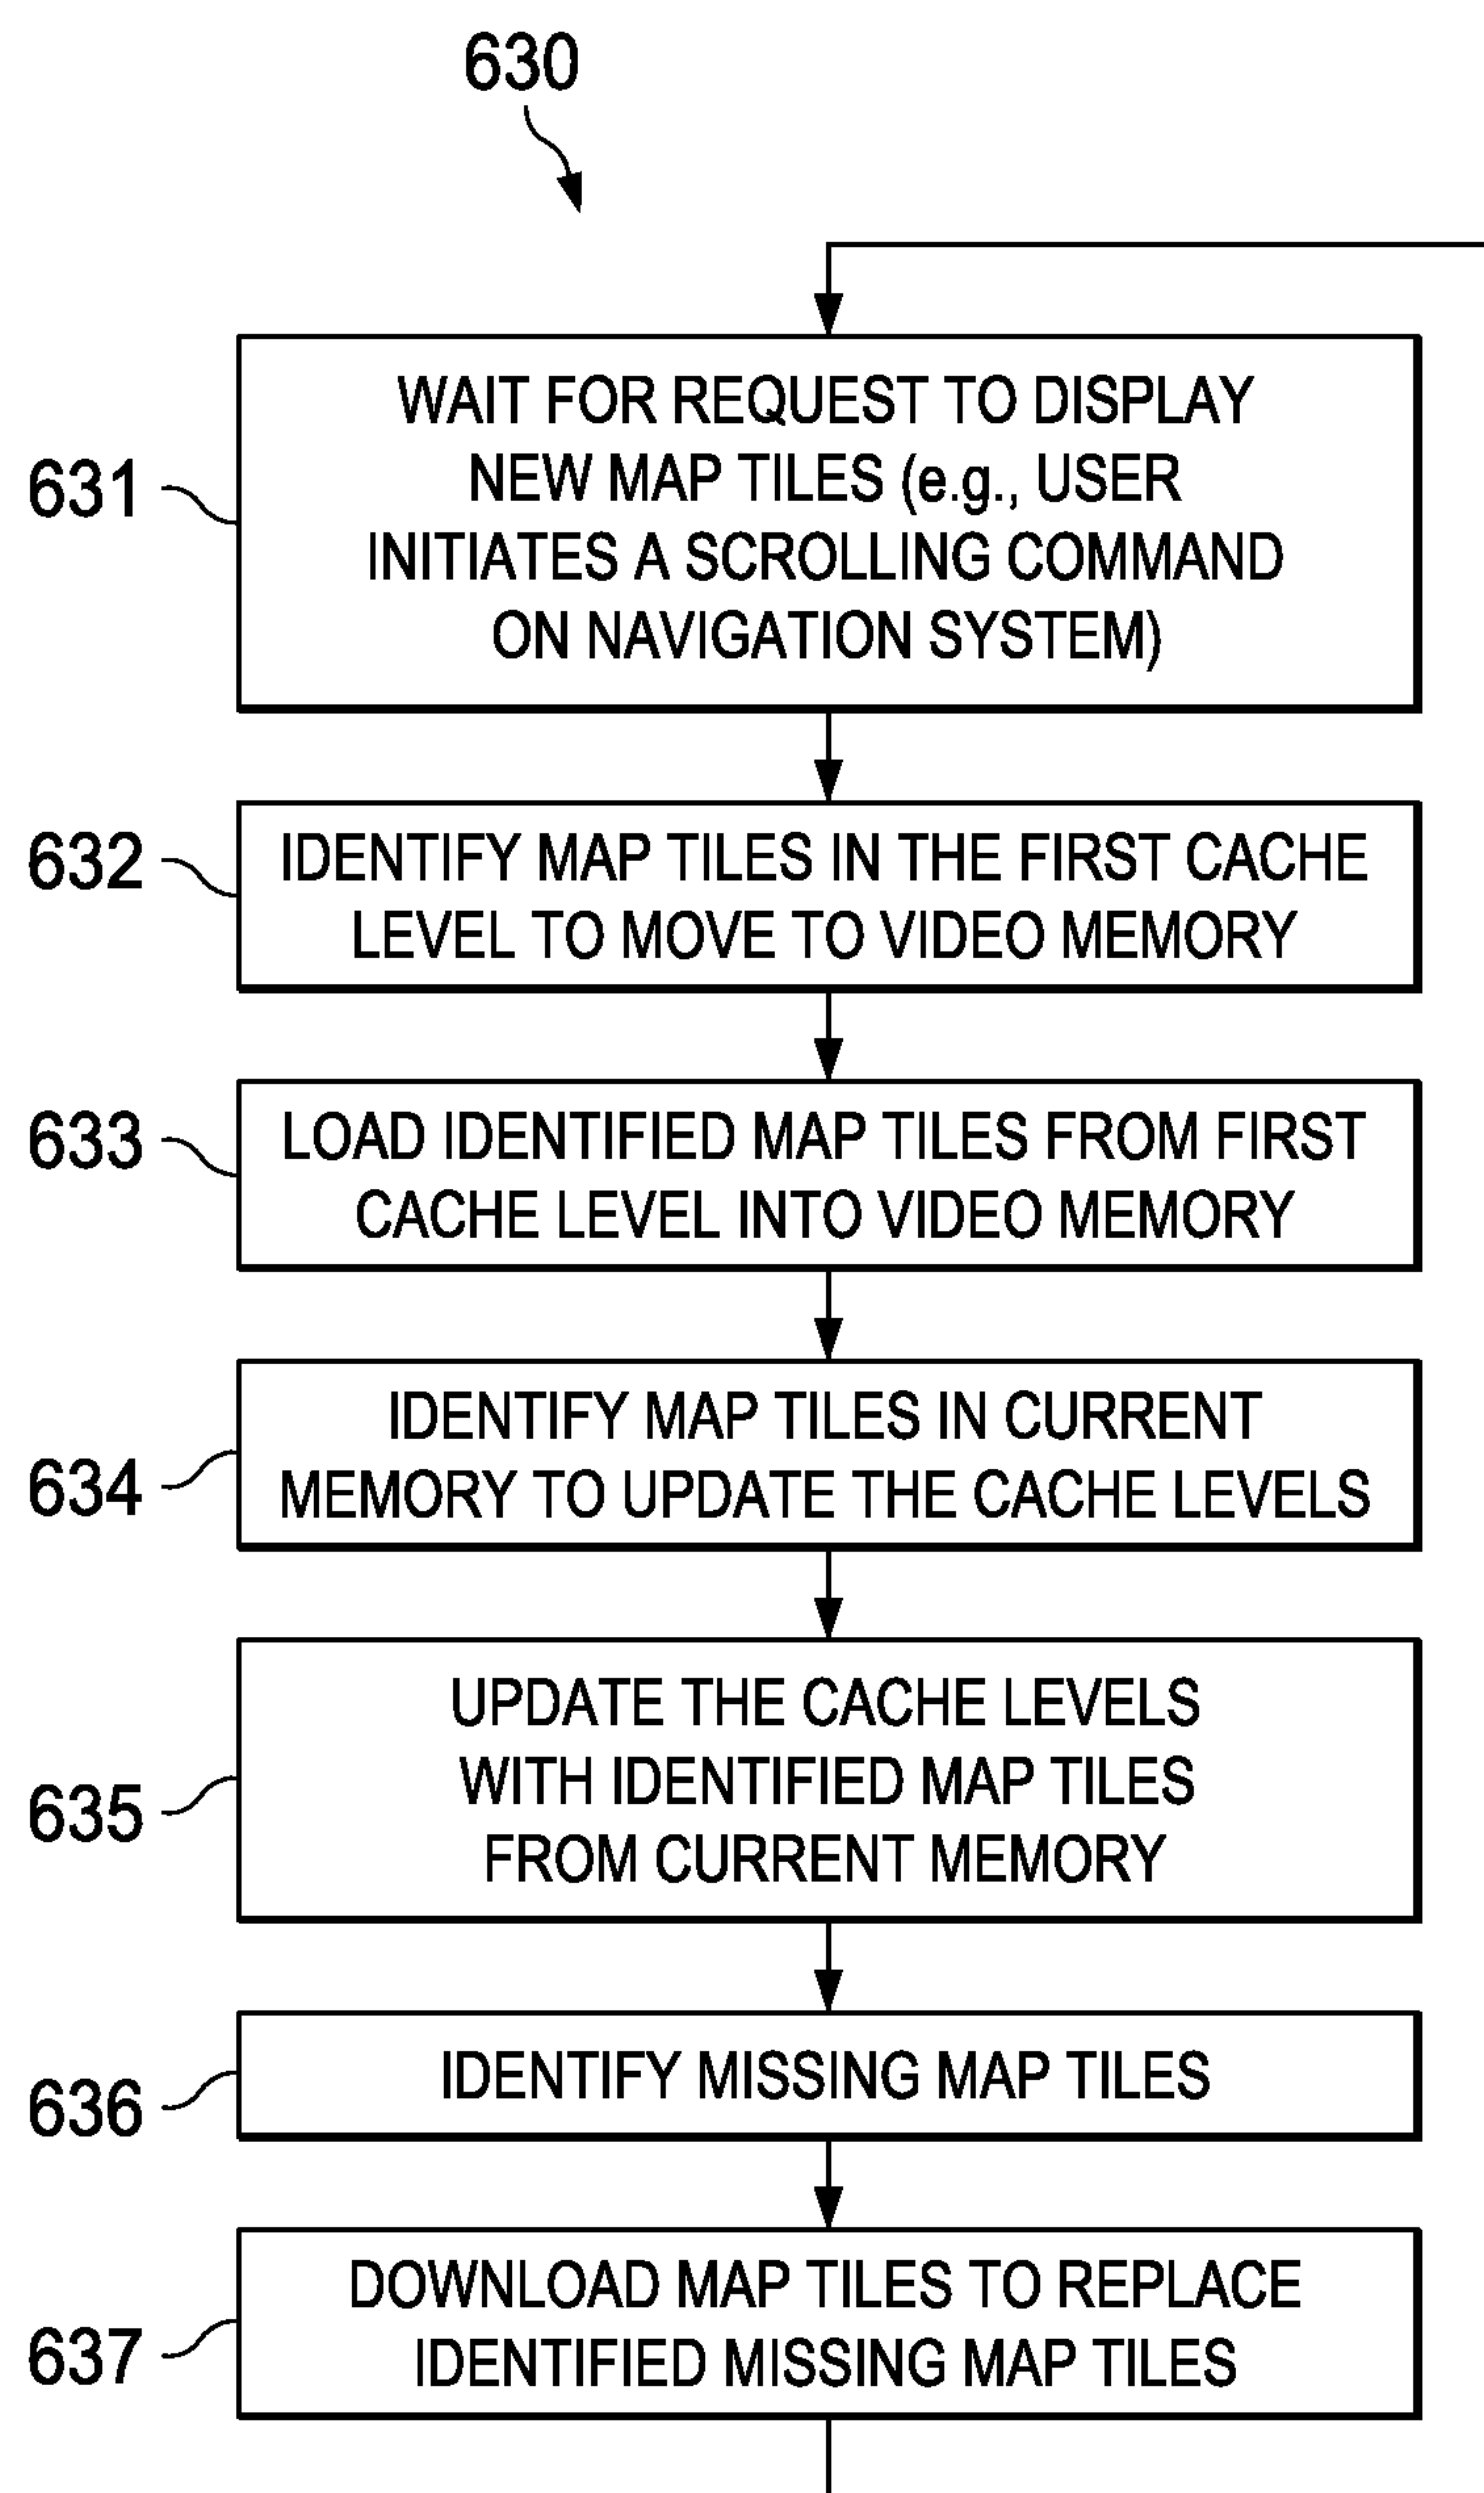 630
631
WAIT FOR REQUEST TO DISPLAY
NEW MAP TILES (e.g., USER
INITIATES A SCROLLING COMMAND
ON NAVIGATION SYSTEM)
632
IDENTIFY MAP TILES IN THE FIRST CACHE
LEVEL TO MOVE TO VIDEO MEMORY
633
LOAD IDENTIFIED MAP TILES FROM FIRST
CACHE LEVEL INTO VIDEO MEMORY
634
IDENTIFY MAP TILES IN CURRENT
MEMORY TO UPDATE THE CACHE LEVELS
635
UPDATE THE CACHE LEVELS
WITH IDENTIFIED MAP TILES
FROM CURRENT MEMORY
636
IDENTIFY MISSING MAP TILES
637
DOWNLOAD MAP TILES TO REPLACE
IDENTIFIED MISSING MAP TILES